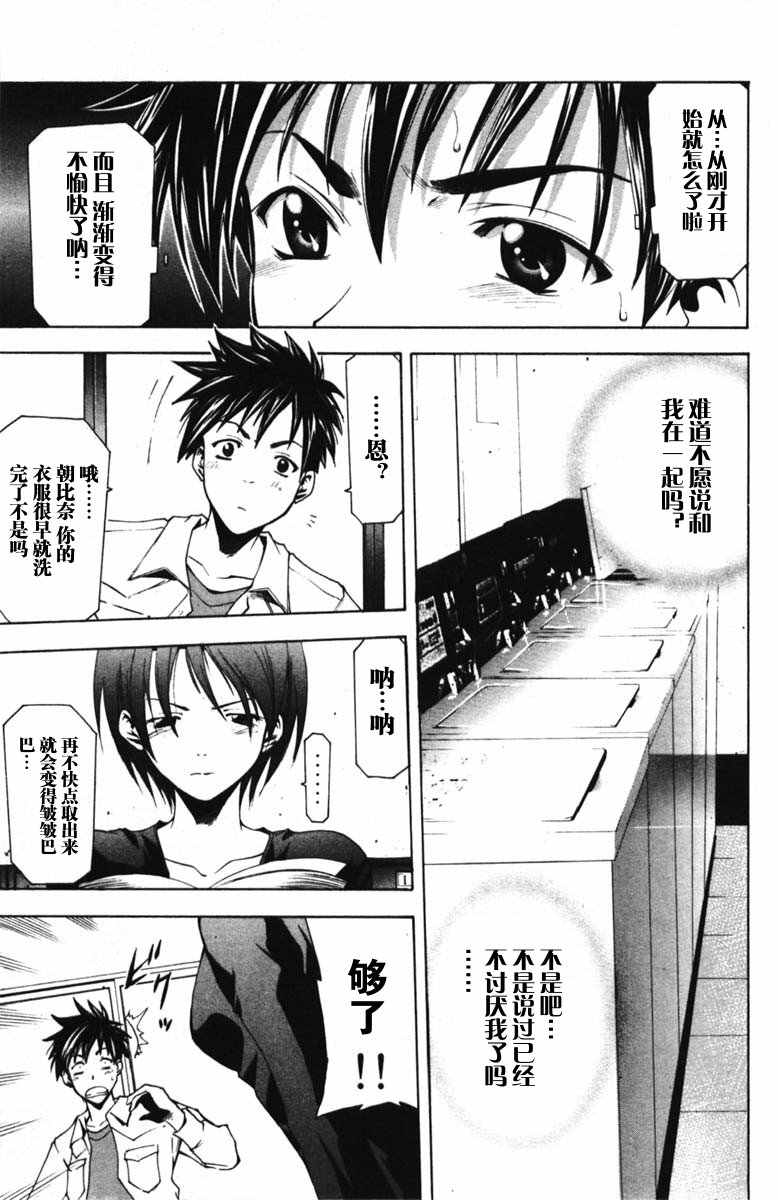 从…从刚才开
始就怎么了啦
而且 渐渐变得
不愉快了呐…
难道不愿说和
我在一起吗?
不是吧…
不是说过已经
不讨厌我了吗
……
……恩?
哦……
朝比奈 你的
衣服很早就洗
完了不是吗
呐…呐
……
再不快点取出来
就会变得皱皱巴
巴…
够了!!